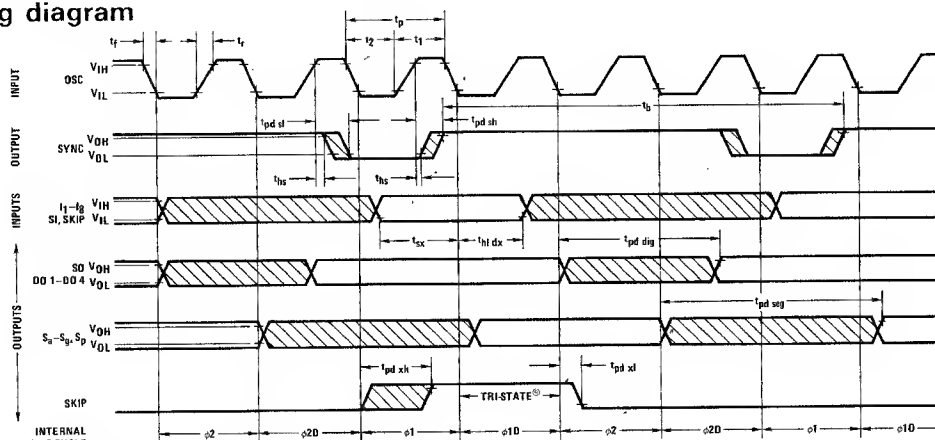 g diagram
tp
tf
tr
t2
t1
INPUT
OSC
VIH
VIL
tb
tpd sl
tpd sh
OUTPUT
SYNC
VOH
VOL
ths
ths
INPUTS
I1–I8
SI, SKIP
VIH
VIL
tsx
thl dx
tpd dig
OUTPUTS
SO
DO 1–DO 4
VOH
VOL
tpd seg
Sa–Sg, Sp
VOH
VOL
tpd xh
tpd xl
TRI-STATE®
SKIP
INTERNAL
φ2
φ2D
φ1
φ1D
φ2
φ2D
φ1
φ1D